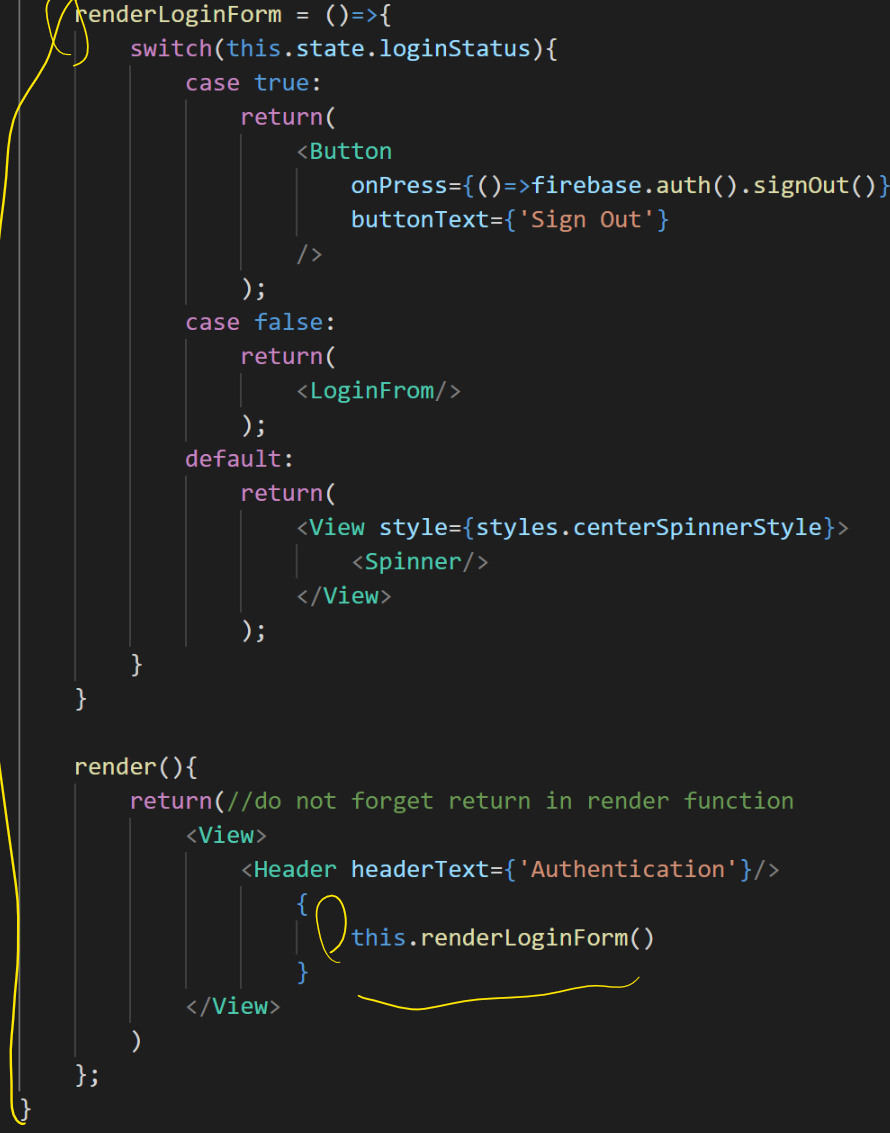 renderLoginForm = ()=>{
switch(this.state.loginStatus){
case true:
return(
<Button
onPress={()=>firebase.auth().signOut()}
buttonText={'Sign Out'}
/>
);
case false:
return(
<LoginFrom/>
);
default:
return(
<View style={styles.centerSpinnerStyle}>
<Spinner/>
</View>
);
}
}
render(){
return(//do not forget return in render function
<View>
<Header headerText={'Authentication'}/>
{
this.renderLoginForm()
}
</View>
)
};
}